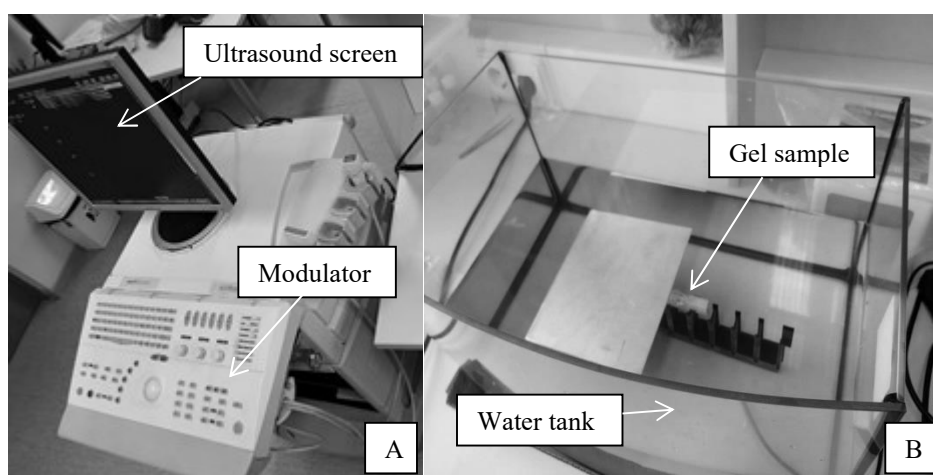 Ultrasound screen
Modulator
A
Gel sample
Water tank
B